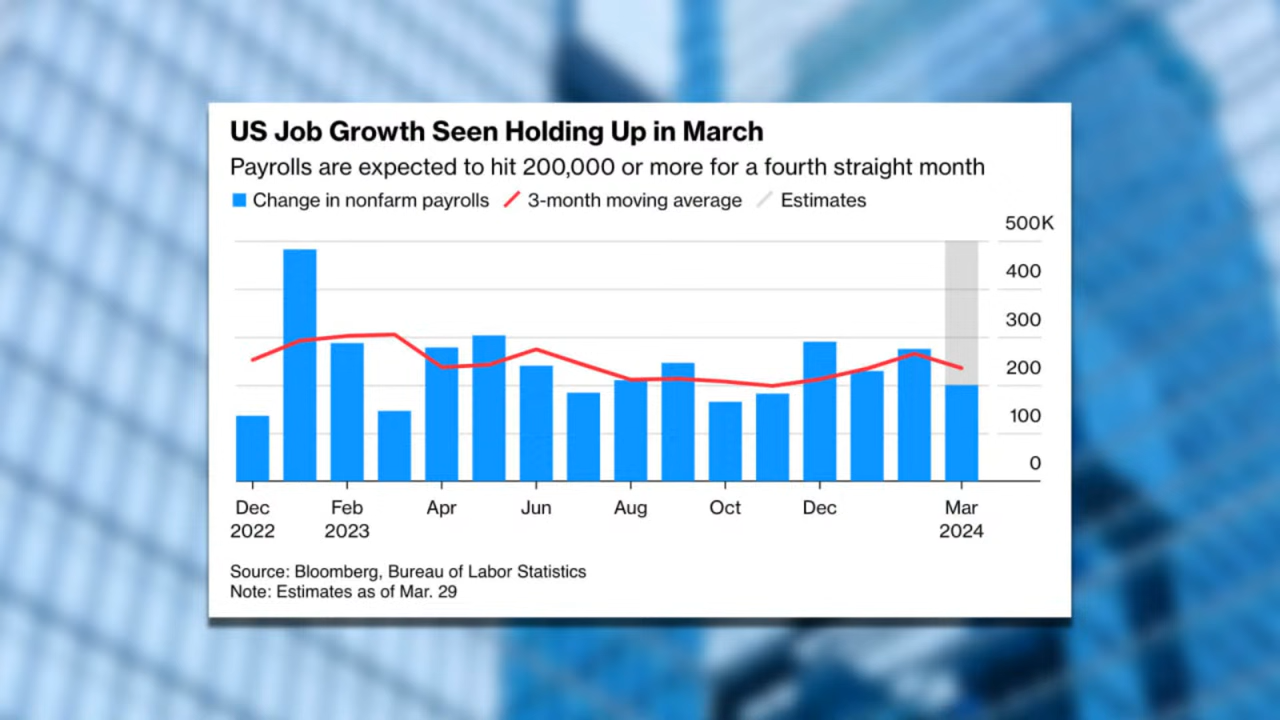 US Job Growth Seen Holding Up in March
Payrolls are expected to hit 200,000 or more for a fourth straight month
Change in nonfarm payrolls 3-month moving average Estimates
500K
400
300
200
100
0
Dec Feb Apr Jun Aug Oct Dec Mar
2022 2023 2024
Source: Bloomberg, Bureau of Labor Statistics
Note: Estimates as of Mar. 29